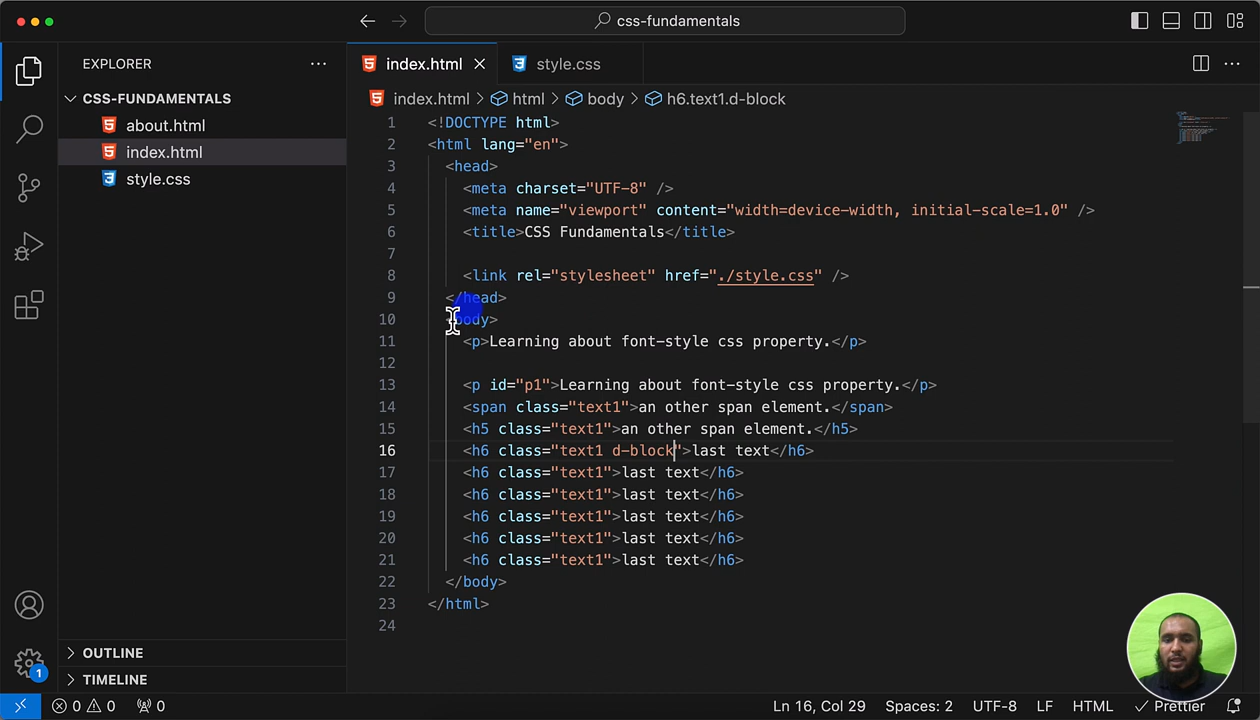 css-fundamentals
EXPLORER
CSS-FUNDAMENTALS
about.html
index.html
style.css
OUTLINE
TIMELINE
index.html
style.css
index.html > html > body > h6.text1.d-block
1 <!DOCTYPE html>
2 <html lang="en">
3 <head>
4 <meta charset="UTF-8" />
5 <meta name="viewport" content="width=device-width, initial-scale=1.0" />
6 <title>CSS Fundamentals</title>
7
8 <link rel="stylesheet" href="./style.css" />
9 </head>
10 <body>
11 <p>Learning about font-style css property.</p>
12
13 <p id="p1">Learning about font-style css property.</p>
14 <span class="text1">an other span element.</span>
15 <h5 class="text1">an other span element.</h5>
16 <h6 class="text1 d-block">last text</h6>
17 <h6 class="text1">last text</h6>
18 <h6 class="text1">last text</h6>
19 <h6 class="text1">last text</h6>
20 <h6 class="text1">last text</h6>
21 <h6 class="text1">last text</h6>
22 </body>
23 </html>
24
1
0 0 0 Ln 16, Col 29 Spaces: 2 UTF-8 LF HTML Prettier